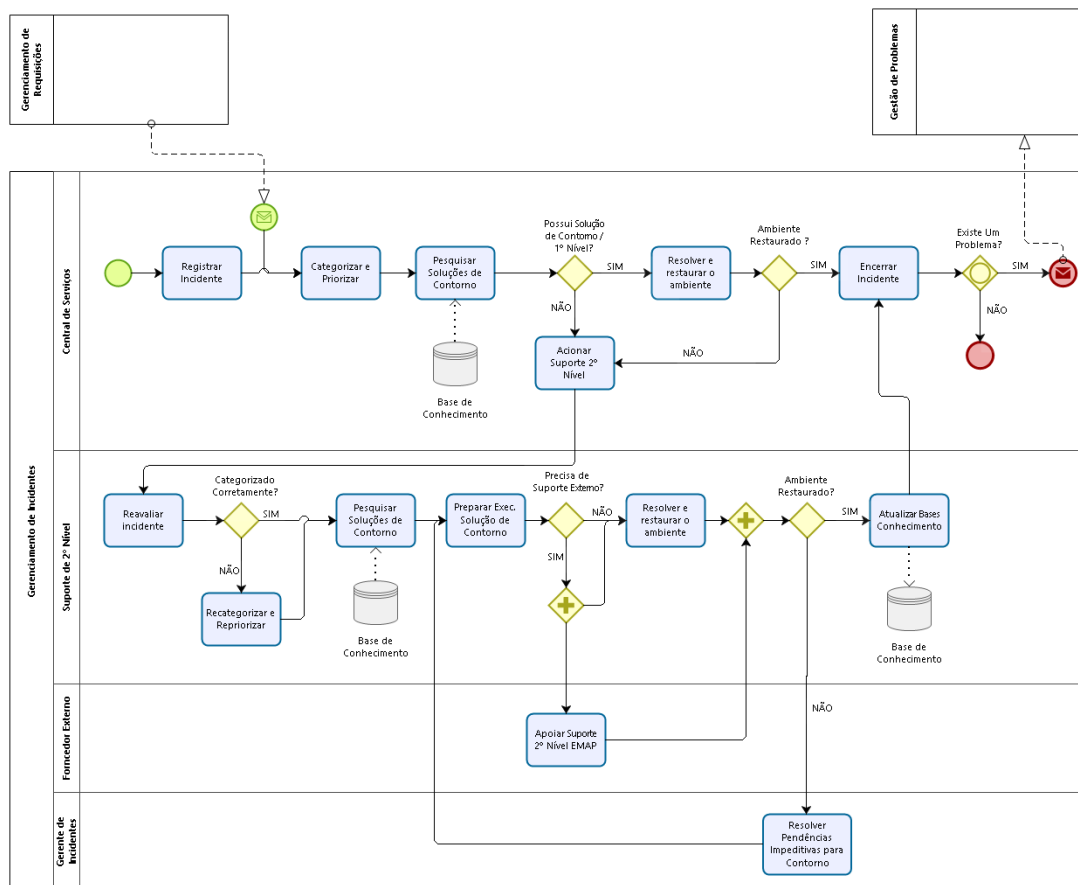 Gerenciamento de
Requisições
Gestão de Problemas
Gerenciamento de Incidentes
Central de Serviços
Registrar
Incidente
Categorizar e
Priorizar
Pesquisar
Soluções de
Contorno
Base de
Conhecimento
Possui Solução
de Contorno /
1º Nível?
SIM
NÃO
Resolver e
restaurar o
ambiente
Ambiente
Restaurado ?
SIM
NÃO
Acionar
Suporte 2º
Nível
Encerrar
Incidente
Existe Um
Problema?
SIM
NÃO
Suporte de 2º Nível
Reavaliar
incidente
Categorizado
Corretamente?
SIM
NÃO
Recategorizar e
Repriorizar
Pesquisar
Soluções de
Contorno
Base de
Conhecimento
Preparar Exec.
Solução de
Contorno
Precisa de
Suporte Externo?
NÃO
SIM
Resolver e
restaurar o
ambiente
Ambiente
Restaurado?
SIM
NÃO
Atualizar Bases
Conhecimento
Base de
Conhecimento
Forncedor Externo
Apoiar Suporte
2º Nível EMAP
Gerente de
Incidentes
Resolver
Pendências
Impeditivas para
Contorno